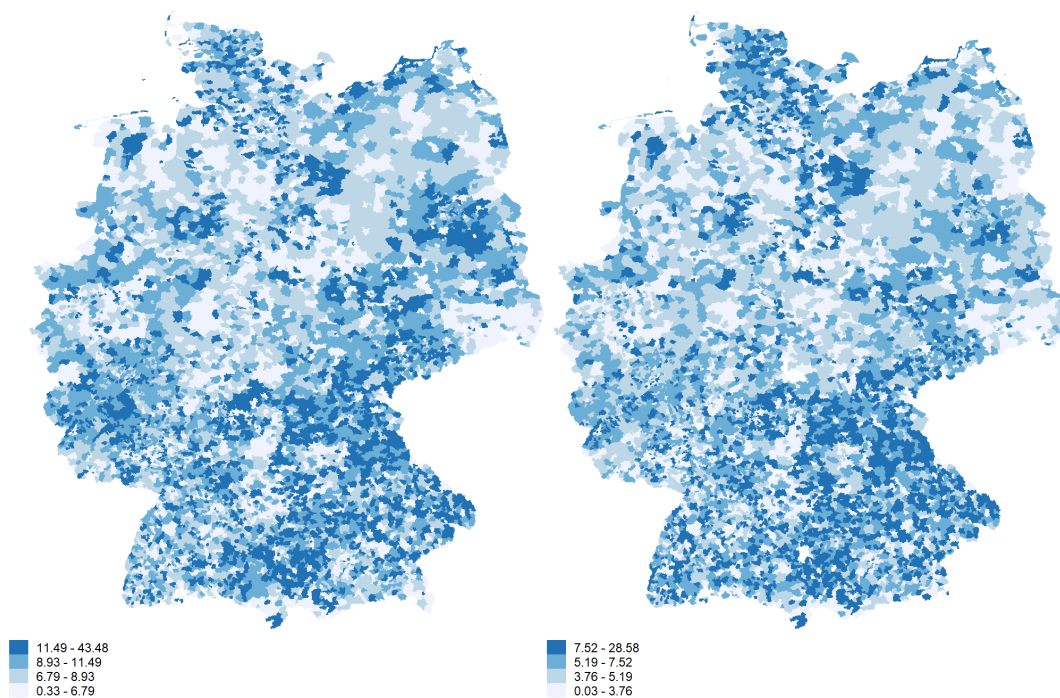 11.49 - 43.48
8.93 - 11.49
6.79 - 8.93
0.33 - 6.79
7.52 - 28.58
5.19 - 7.52
3.76 - 5.19
0.03 - 3.76